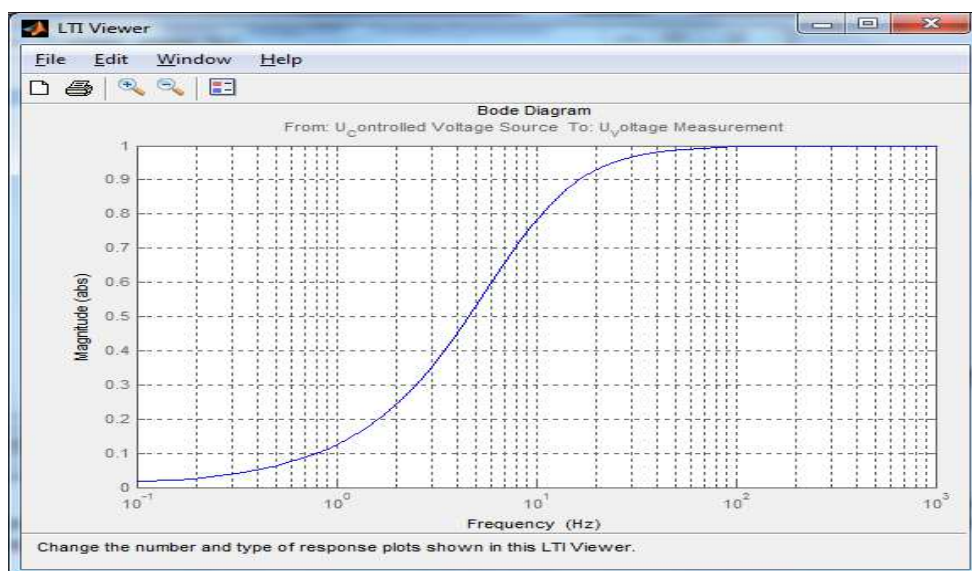 LTI Viewer
File Edit Window Help
Bode Diagram
From: U_Controlled Voltage Source To: U_Voltage Measurement
1
0.9
0.8
0.7
0.6
0.5
0.4
0.3
0.2
0.1
0
Magnitude (abs)
10^-1 10^0 10^1 10^2 10^3
Frequency (Hz)
Change the number and type of response plots shown in this LTI Viewer.